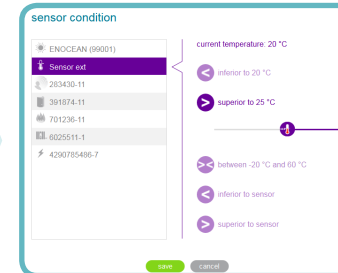 sensor condition
ENOCEAN (99001)
Sensor ext
283430-11
391874-11
701236-11
6025511-1
4290785486-7
current temperature: 20 °C
inferior to 20 °C
superior to 25 °C
between -20 °C and 60 °C
inferior to sensor
superior to sensor
save
cancel